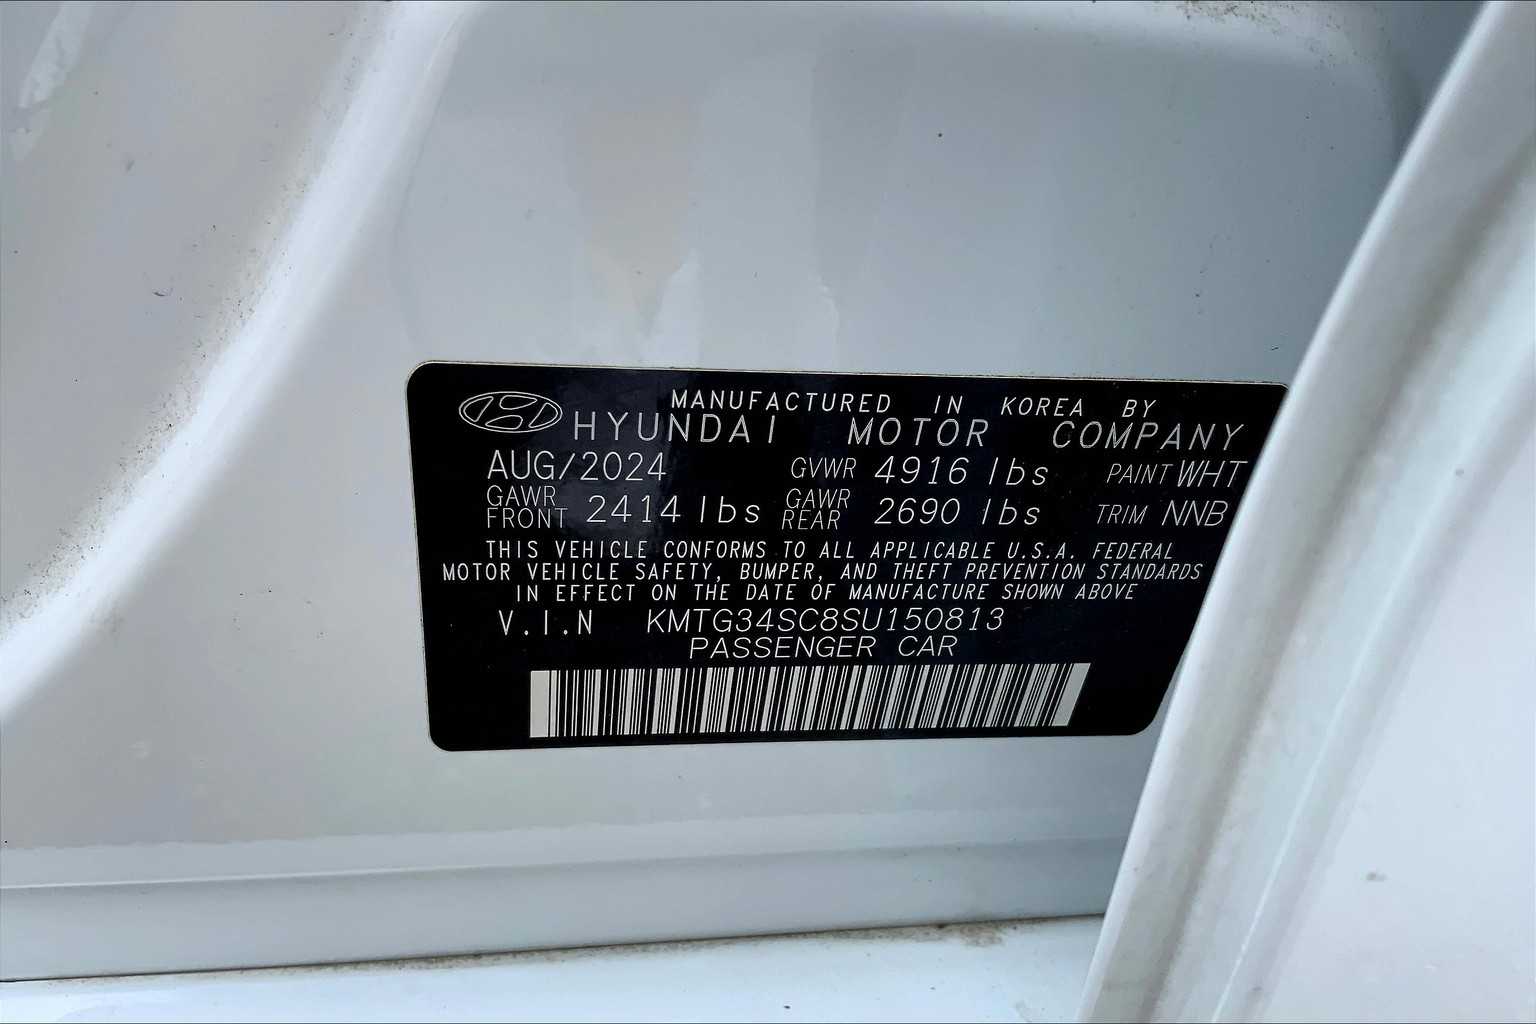 MANUFACTURED IN KOREA BY
HYUNDAI MOTOR COMPANY
AUG/2024 GVWR 4916 lbs PAINT WHT
GAWR FRONT 2414 lbs GAWR REAR 2690 lbs TRIM NNB
THIS VEHICLE CONFORMS TO ALL APPLICABLE U.S.A. FEDERAL
MOTOR VEHICLE SAFETY, BUMPER, AND THEFT PREVENTION STANDARDS
IN EFFECT ON THE DATE OF MANUFACTURE SHOWN ABOVE
V.I.N KMTG34SC8SU150813
PASSENGER CAR